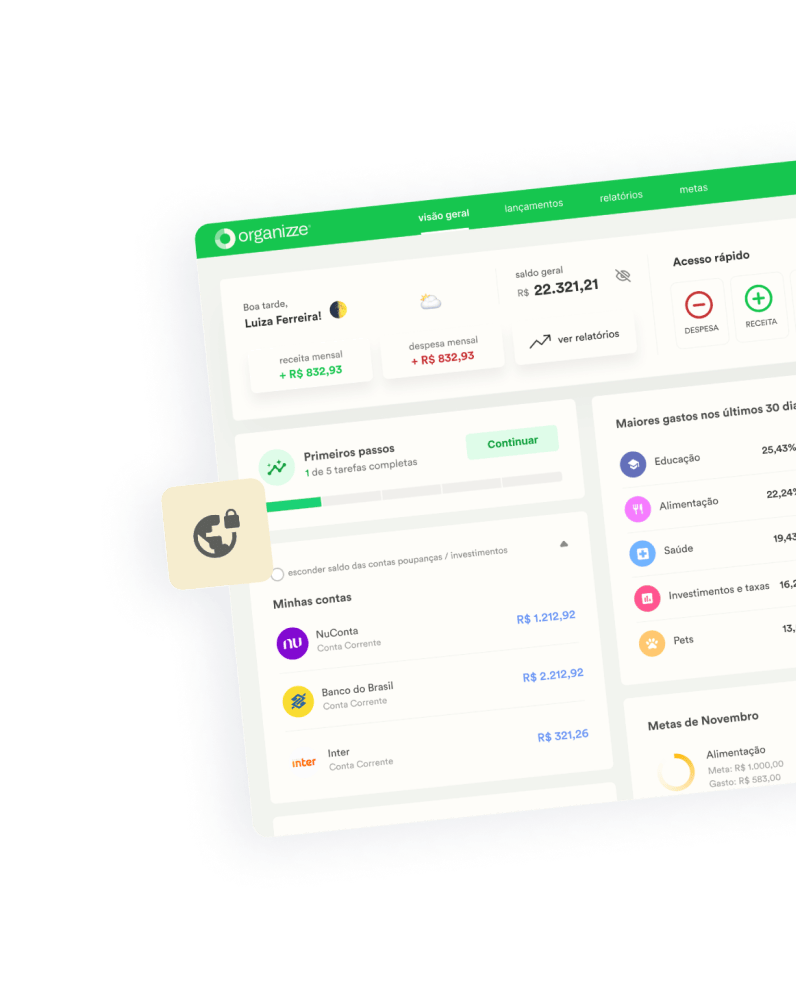 organizze
visão geral
lançamentos
relatórios
metas
Boa tarde,
Luiza Ferreira!
saldo geral
R$ 22.321,21
receita mensal
+ R$ 832,93
despesa mensal
+ R$ 832,93
ver relatórios
Acesso rápido
DESPESA
RECEITA
Primeiros passos
1 de 5 tarefas completas
Continuar
esconder saldo das contas poupanças / investimentos
Minhas contas
NuConta
Conta Corrente
R$ 1.212,92
Banco do Brasil
Conta Corrente
R$ 2.212,92
inter
Inter
Conta Corrente
R$ 321,26
Maiores gastos nos últimos 30 dia
Educação
25,43%
Alimentação
22,24%
Saúde
19,43
Investimentos e taxas
16,2
Pets
13,
Metas de Novembro
Alimentação
Meta: R$ 1.000,00
Gasto: R$ 583,00